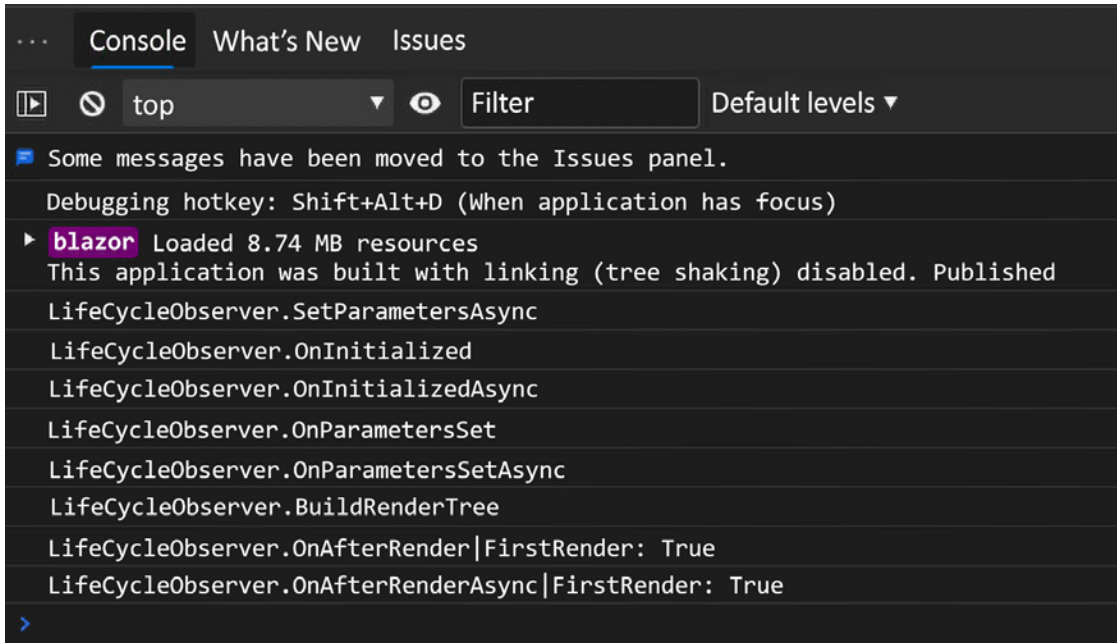 Console What's New Issues
top Filter Default levels
Some messages have been moved to the Issues panel.
Debugging hotkey: Shift+Alt+D (When application has focus)
blazor Loaded 8.74 MB resources
This application was built with linking (tree shaking) disabled. Published
LifeCycleObserver.SetParametersAsync
LifeCycleObserver.OnInitialized
LifeCycleObserver.OnInitializedAsync
LifeCycleObserver.OnParametersSet
LifeCycleObserver.OnParametersSetAsync
LifeCycleObserver.BuildRenderTree
LifeCycleObserver.OnAfterRender|FirstRender: True
LifeCycleObserver.OnAfterRenderAsync|FirstRender: True